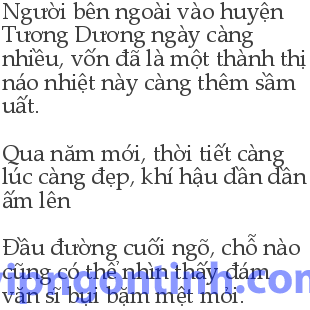 Người bên ngoài vào huyện
Tương Dương ngày càng
nhiều, vốn đã là một thành thị
náo nhiệt này càng thêm sầm
uất.
Qua năm mới, thời tiết càng
lúc càng đẹp, khí hậu dần dần
ấm lên
Đầu đường cuối ngõ, chỗ nào
cũng có thể nhìn thấy đám
văn sĩ bụi bặm mệt mỏi.